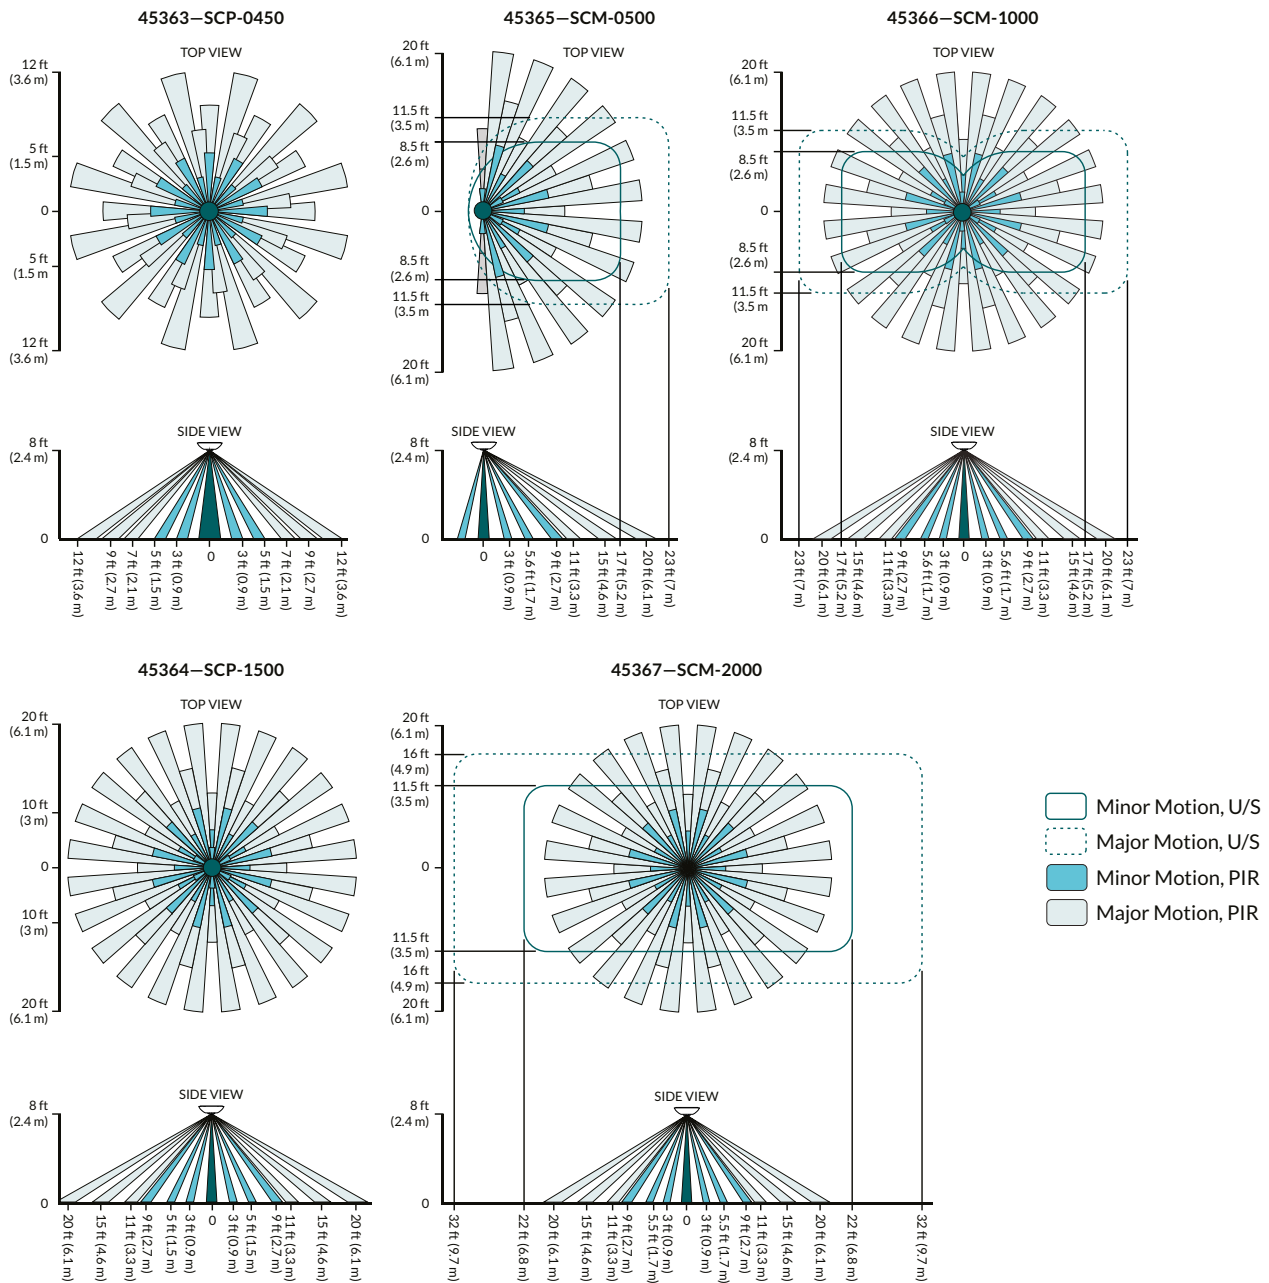 45363—SCP-0450
TOP VIEW
12 ft
(3.6 m)
5 ft
(1.5 m)
0
5 ft
(1.5 m
12 ft
(3.6 m)
SIDE VIEW
8 ft
(2.4 m)
0
12 ft (3.6 m)
9 ft (2.7 m)
7 ft (2.1 m)
5 ft (1.5 m)
3 ft (0.9 m)
0
3 ft (0.9 m)
5 ft (1.5 m)
7 ft (2.1 m)
9 ft (2.7 m)
12 ft (3.6 m)
45365—SCM-0500
TOP VIEW
20 ft
(6.1 m)
11.5 ft
(3.5 m)
8.5 ft
(2.6 m)
0
8.5 ft
(2.6 m)
11.5 ft
(3.5 m
20 ft
(6.1 m)
SIDE VIEW
8 ft
(2.4 m)
0
0
3 ft (0.9 m)
5.6 ft (1.7 m)
9 ft (2.7 m)
11 ft (3.3 m)
15 ft (4.6 m)
17 ft (5.2 m)
20 ft (6.1 m)
23 ft (7 m)
45366—SCM-1000
TOP VIEW
20 ft
(6.1 m)
11.5 ft
(3.5 m
8.5 ft
(2.6 m)
0
8.5 ft
(2.6 m)
11.5 ft
(3.5 m
20 ft
(6.1 m)
SIDE VIEW
8 ft
(2.4 m)
0
23 ft (7 m)
20 ft (6.1 m)
17 ft (5.2 m)
15 ft (4.6 m)
11 ft (3.3 m)
9 ft (2.7 m)
5.6 ft (1.7 m)
3 ft (0.9 m)
0
3 ft (0.9 m)
5.6 ft (1.7 m)
9 ft (2.7 m)
11 ft (3.3 m)
15 ft (4.6 m)
17 ft (5.2 m)
20 ft (6.1 m)
23 ft (7 m)
45364—SCP-1500
TOP VIEW
20 ft
(6.1 m)
10 ft
(3 m)
0
10 ft
(3 m)
20 ft
(6.1 m)
SIDE VIEW
8 ft
(2.4 m)
0
20 ft (6.1 m)
15 ft (4.6 m)
11 ft (3.3 m)
9 ft (2.7 m)
5 ft (1.5 m)
3 ft (0.9 m)
0
3 ft (0.9 m)
5 ft (1.5 m)
9 ft (2.7 m)
11 ft (3.3 m)
15 ft (4.6 m)
20 ft (6.1 m)
45367—SCM-2000
TOP VIEW
20 ft
(6.1 m)
16 ft
(4.9 m)
11.5 ft
(3.5 m)
0
11.5 ft
(3.5 m)
16 ft
(4.9 m)
20 ft
(6.1 m)
SIDE VIEW
8 ft
(2.4 m)
0
32 ft (9.7 m)
22 ft (6.8 m)
20 ft (6.1 m)
15 ft (4.6 m)
11 ft (3.3 m)
9 ft (2.7 m)
5.5 ft (1.7 m)
3 ft (0.9 m)
0
3 ft (0.9 m)
5.5 ft (1.7 m)
9 ft (2.7 m)
11 ft (3.3 m)
15 ft (4.6 m)
20 ft (6.1 m)
22 ft (6.8 m)
32 ft (9.7 m)
Minor Motion, U/S
Major Motion, U/S
Minor Motion, PIR
Major Motion, PIR